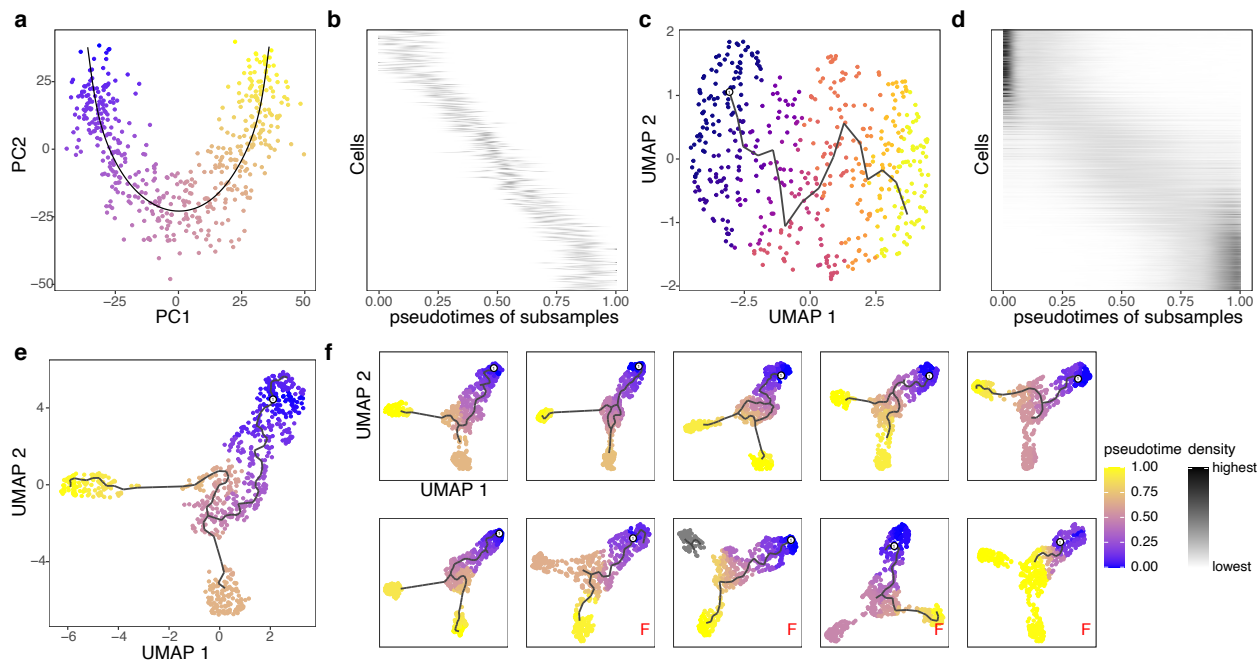 a
PC2
25
0
−25
−50
−25
0
25
50
PC1
b
Cells
0.00
0.25
0.50
0.75
1.00
pseudotimes of subsamples
c
UMAP 2
2
1
0
−1
−2
−2.5
0.0
2.5
UMAP 1
d
Cells
0.00
0.25
0.50
0.75
1.00
pseudotimes of subsamples
e
UMAP 2
4
0
−4
−6
−4
−2
0
2
UMAP 1
f
UMAP 2
UMAP 1
F
F
F
F
pseudotime
1.00
0.75
0.50
0.25
0.00
density
highest
lowest